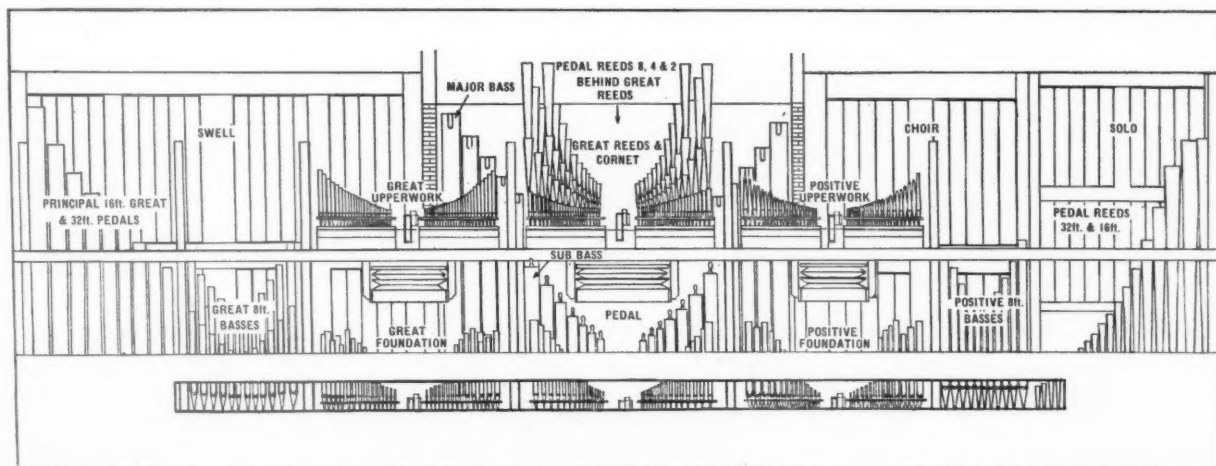 PEDAL REEDS 8, 4 & 2
BEHIND GREAT
REEDS
MAJOR BASS
SWELL
CHOIR
SOLO
GREAT REEDS &
CORNET
GREAT
UPPERWORK
POSITIVE
UPPERWORK
PRINCIPAL 16ft. GREAT
& 32ft. PEDALS
PEDAL REEDS
32ft. & 16ft.
SUB BASS
GREAT 8ft.
BASSES
GREAT
FOUNDATION
PEDAL
POSITIVE
FOUNDATION
POSITIVE 8ft.
BASSES